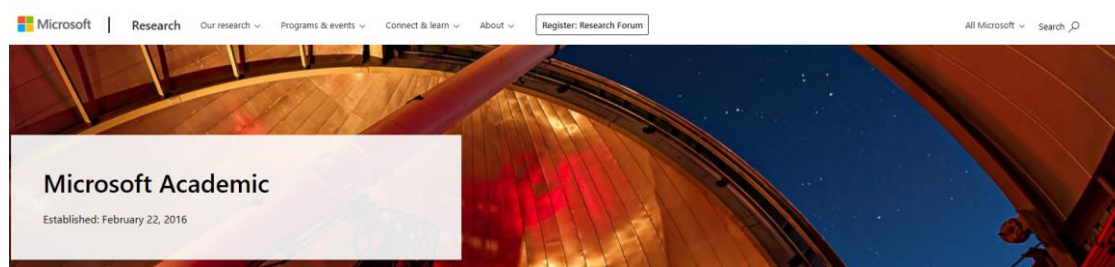 Microsoft Research Our research Programs & events Connect & learn About Register: Research Forum All Microsoft Search
Microsoft Academic
Established: February 22, 2016